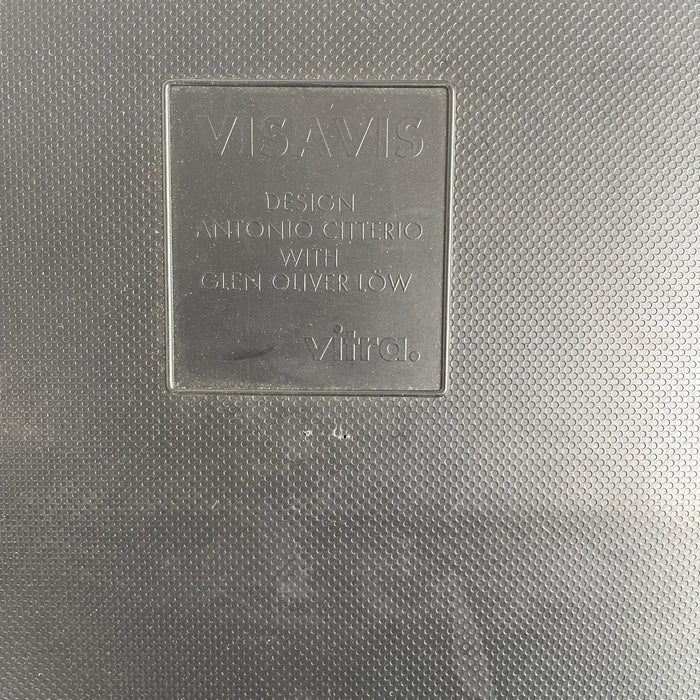 VISAVIS
DESIGN
ANTONIO CITTERIO
WITH
GLEN OLIVER LÖW
vitra.